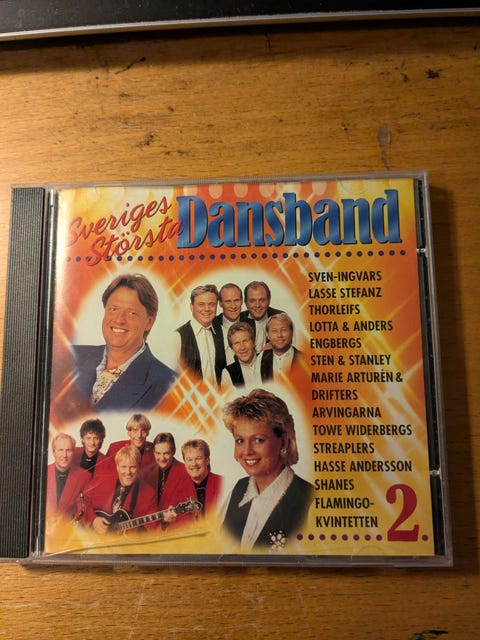 Sveriges
Största
Dansband
SVEN-INGVARS
LASSE STEFANZ
THORLEIFS
LOTTA & ANDERS
ENGBERGS
STEN & STANLEY
MARIE ARTURÉN &
DRIFTERS
ARVINGARNA
TOWE WIDERBERGS
STREAPLERS
HASSE ANDERSSON
SHANES
FLAMINGO-
KVINTETTEN
2